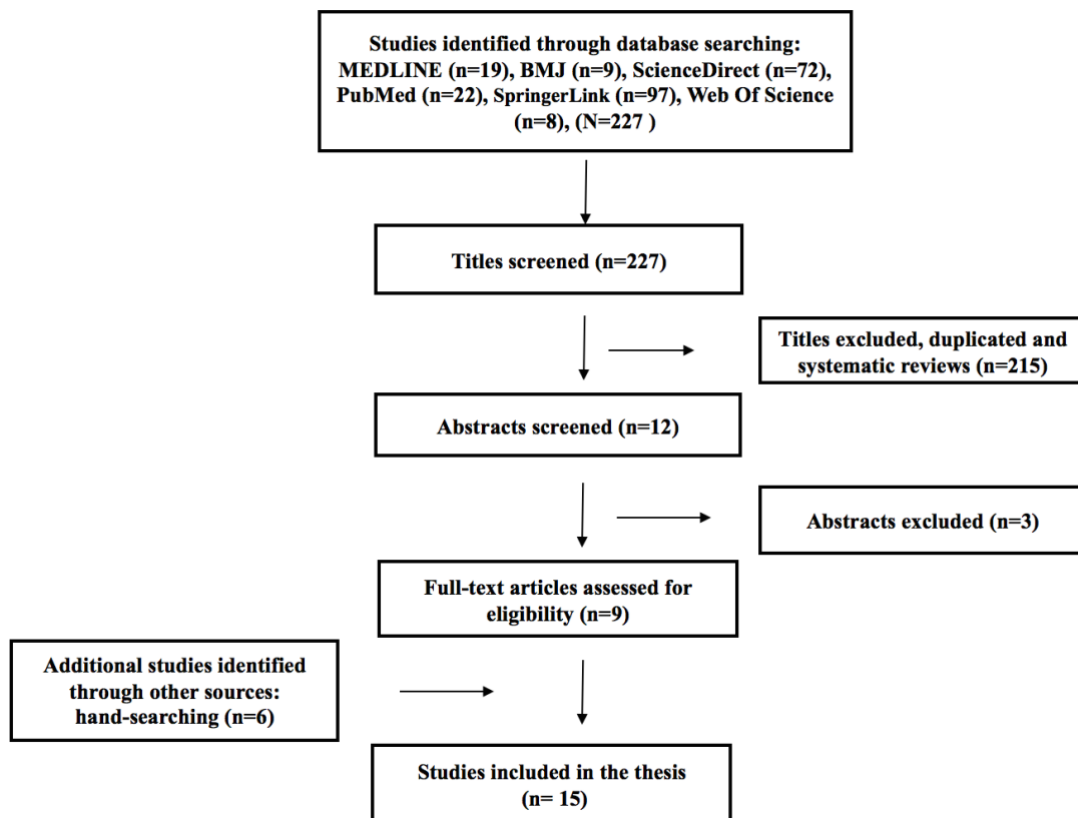 Studies identified through database searching:
MEDLINE (n=19), BMJ (n=9), ScienceDirect (n=72),
PubMed (n=22), SpringerLink (n=97), Web Of Science
(n=8), (N=227 )
Titles screened (n=227)
Titles excluded, duplicated and
systematic reviews (n=215)
Abstracts screened (n=12)
Abstracts excluded (n=3)
Full-text articles assessed for
eligibility (n=9)
Additional studies identified
through other sources:
hand-searching (n=6)
Studies included in the thesis
(n= 15)